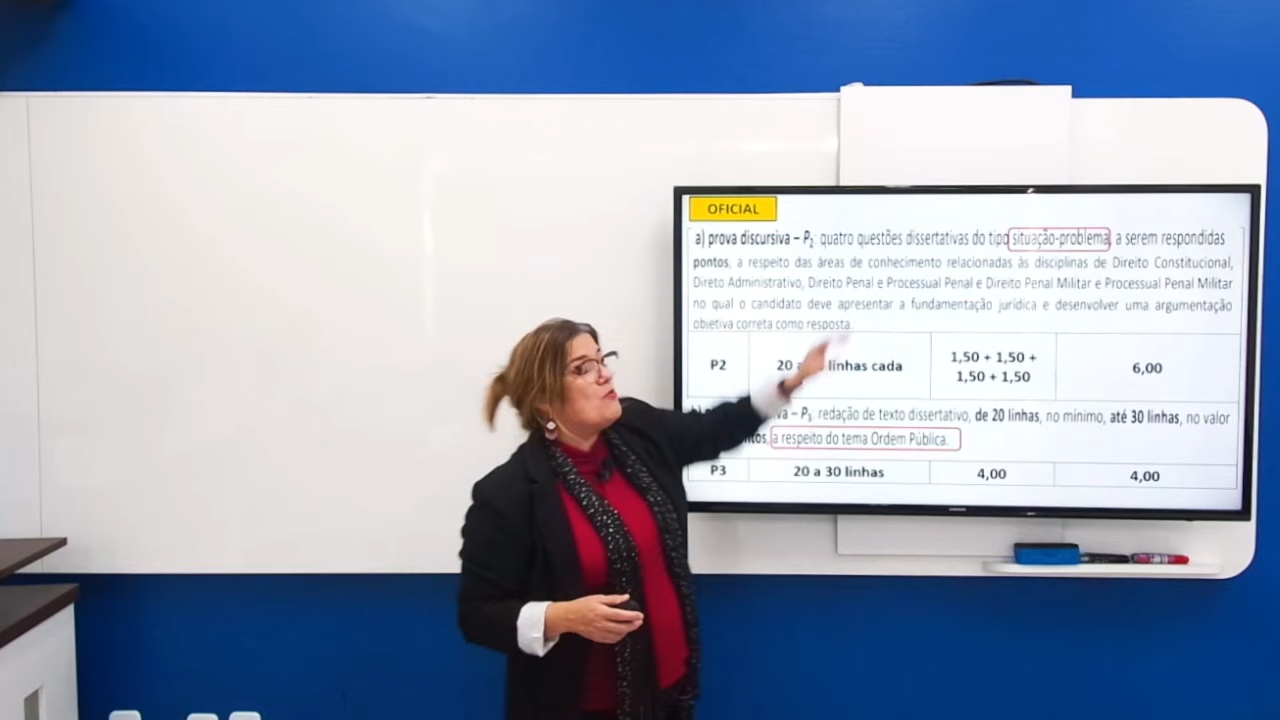 OFICIAL
a) prova discursiva – P2: quatro questões dissertativas do tipo situação-problema, a serem respondidas
pontos, a respeito das áreas de conhecimento relacionadas às disciplinas de Direito Constitucional,
Direto Administrativo, Direito Penal e Processual Penal e Direito Penal Militar e Processual Penal Militar
no qual o candidato deve apresentar a fundamentação jurídica e desenvolver uma argumentação
objetiva correta como resposta.
P2 20 linhas cada 1,50 + 1,50 + 6,00
1,50 + 1,50
– P3: redação de texto dissertativo, de 20 linhas, no mínimo, até 30 linhas, no valor
a respeito do tema Ordem Pública.
P3 20 a 30 linhas 4,00 4,00